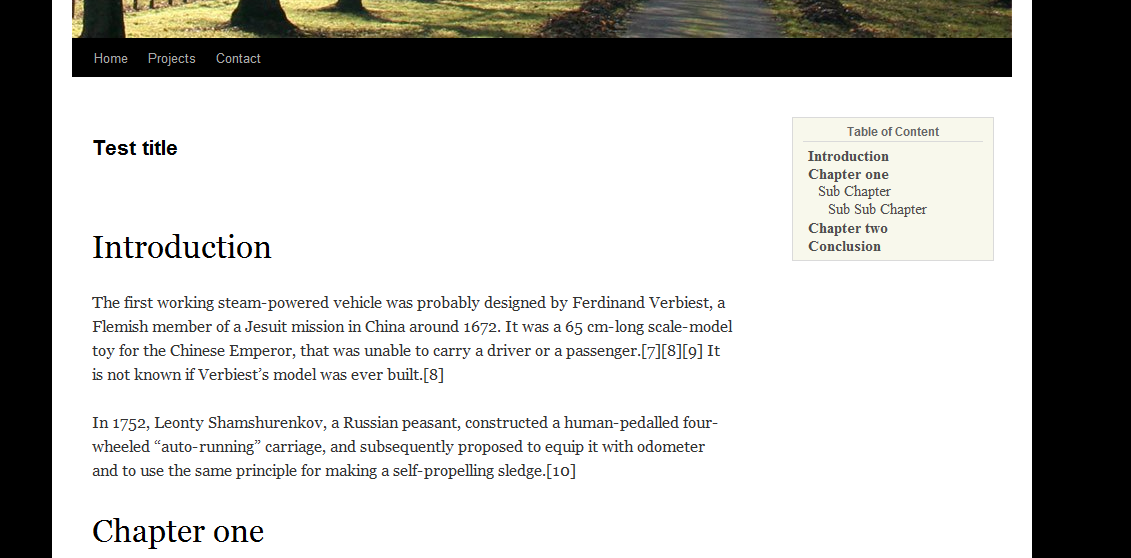 Home Projects Contact
Test title
Table of Content
Introduction
Chapter one
Sub Chapter
Sub Sub Chapter
Chapter two
Conclusion
Introduction
The first working steam-powered vehicle was probably designed by Ferdinand Verbiest, a
Flemish member of a Jesuit mission in China around 1672. It was a 65 cm-long scale-model
toy for the Chinese Emperor, that was unable to carry a driver or a passenger.[7][8][9] It
is not known if Verbiest’s model was ever built.[8]
In 1752, Leonty Shamshurenkov, a Russian peasant, constructed a human-pedalled four-
wheeled “auto-running” carriage, and subsequently proposed to equip it with odometer
and to use the same principle for making a self-propelling sledge.[10]
Chapter one